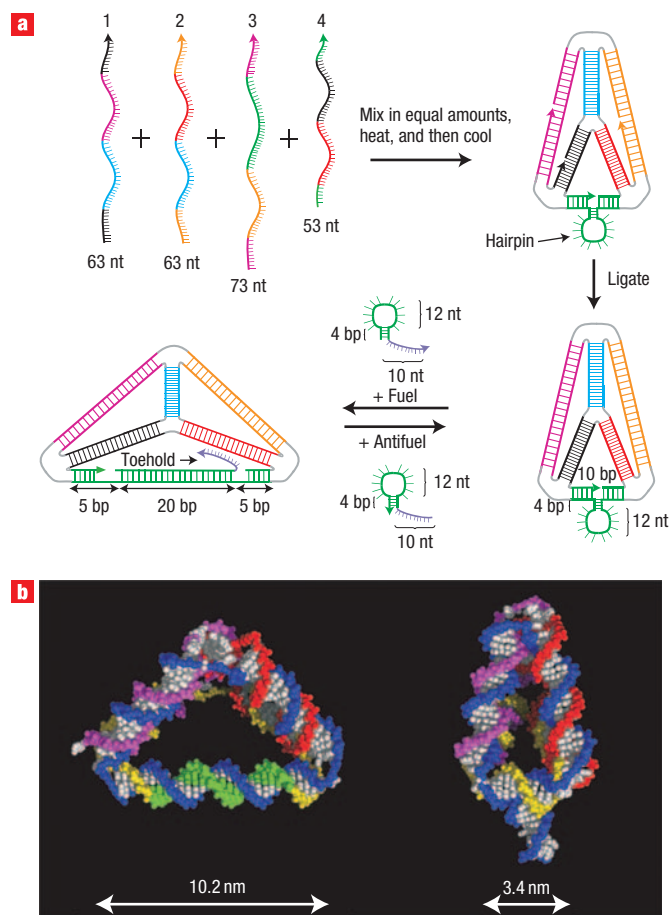 a
1
2
3
4
+
+
+
63 nt
63 nt
73 nt
53 nt
Mix in equal amounts,
heat, and then cool
Hairpin
Ligate
4 bp
12 nt
10 nt
+ Fuel
+ Antifuel
4 bp
12 nt
10 nt
Toehold
5 bp
20 bp
5 bp
10 bp
4 bp
12 nt
b
10.2 nm
3.4 nm